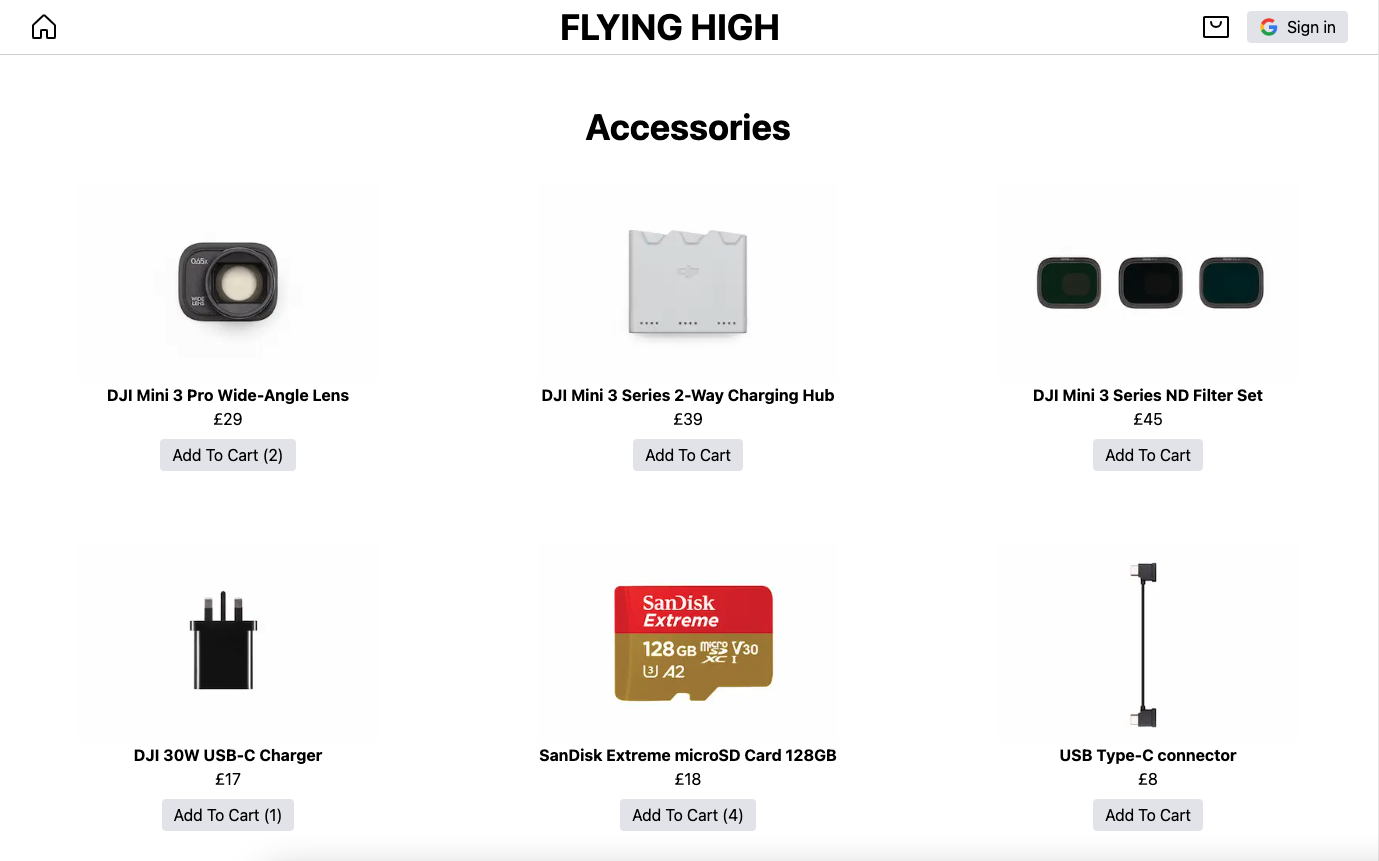 FLYING HIGH
Sign in
Accessories
0.65x
WIDE
LENS
DJI Mini 3 Pro Wide-Angle Lens
£29
Add To Cart (2)
DJI Mini 3 Series 2-Way Charging Hub
£39
Add To Cart
DJI Mini 3 Series ND Filter Set
£45
Add To Cart
SanDisk
Extreme
128GB micro SD XC I V30
U3 A2
DJI 30W USB-C Charger
£17
Add To Cart (1)
SanDisk Extreme microSD Card 128GB
£18
Add To Cart (4)
USB Type-C connector
£8
Add To Cart